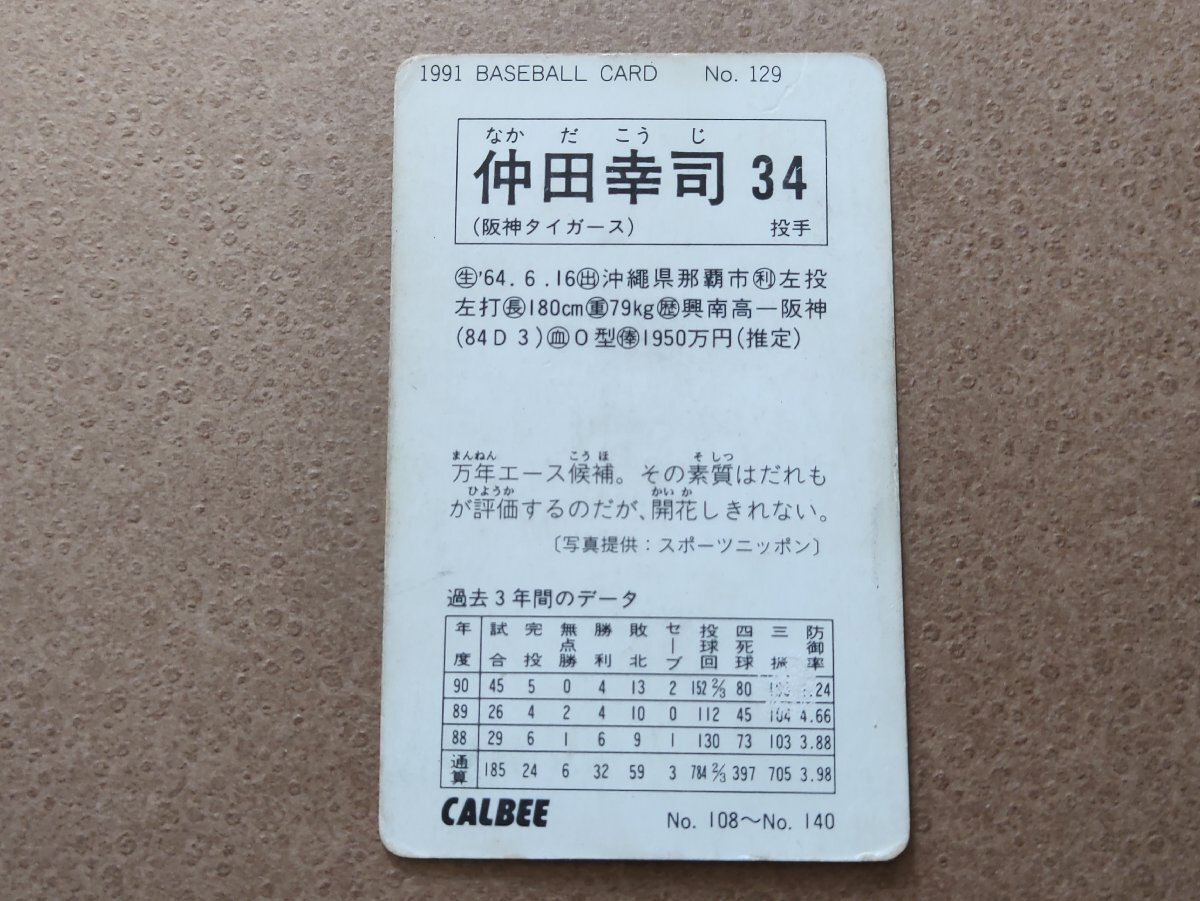 1991 BASEBALL CARD No. 129
なか だ こう じ
仲田幸司 34
(阪神タイガース) 投手
㊤'64. 6. 16㊦沖縄県那覇市㊒左投
左打㊔180cm㊟79kg㊭興南高ー阪神
(84D3)㊷O型㊸1950万円(推定)
まんねん こうほ そしつ
万年エース候補。その素質はだれも
ひょうか かいか
が評価するのだが、開花しきれない。
〔写真提供:スポーツニッポン〕
過去3年間のデータ
年度 試合 完投 無点勝 勝利 敗北 セーブ 投球回 四死球 三振 防御率
90 45 5 0 4 13 2 152 2/3 80 .24
89 26 4 2 4 10 0 112 45 104 4.66
88 29 6 1 6 9 1 130 73 103 3.88
通算 185 24 6 32 59 3 784 2/3 397 705 3.98
CALBEE No. 108〜No. 140